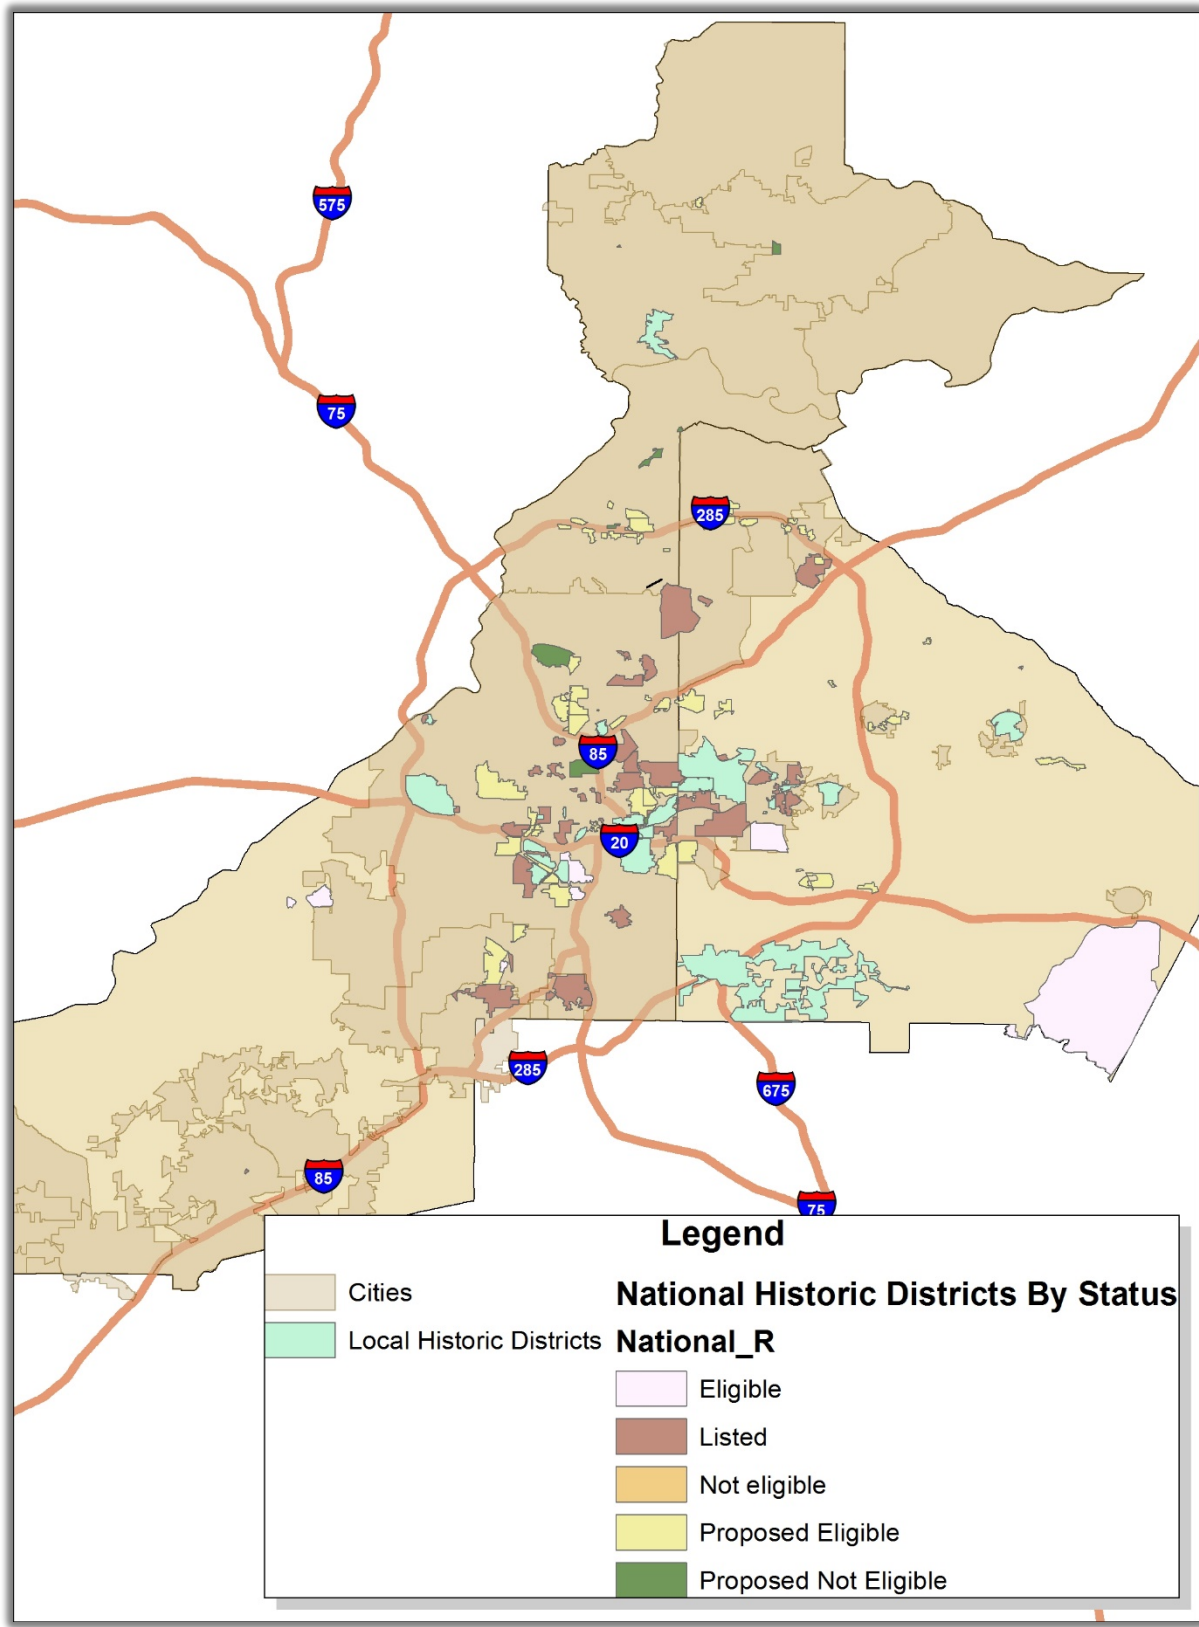 575
75
285
85
20
285
675
85
75
Legend
Cities
Local Historic Districts
National Historic Districts By Status
National_R
Eligible
Listed
Not eligible
Proposed Eligible
Proposed Not Eligible